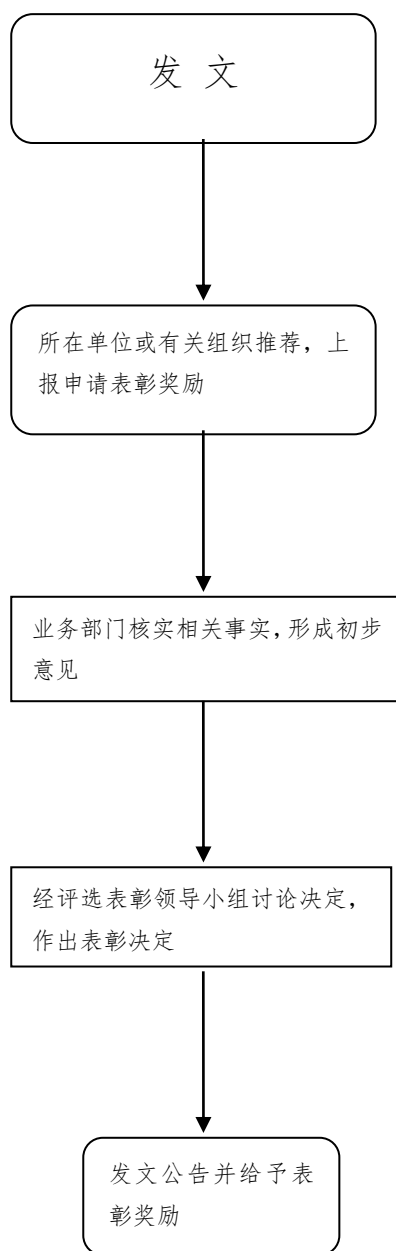 发 文
所在单位或有关组织推荐，上
报申请表彰奖励
业务部门核实相关事实，形成初步
意见
经评选表彰领导小组讨论决定，
作出表彰决定
发文公告并给予表
彰奖励